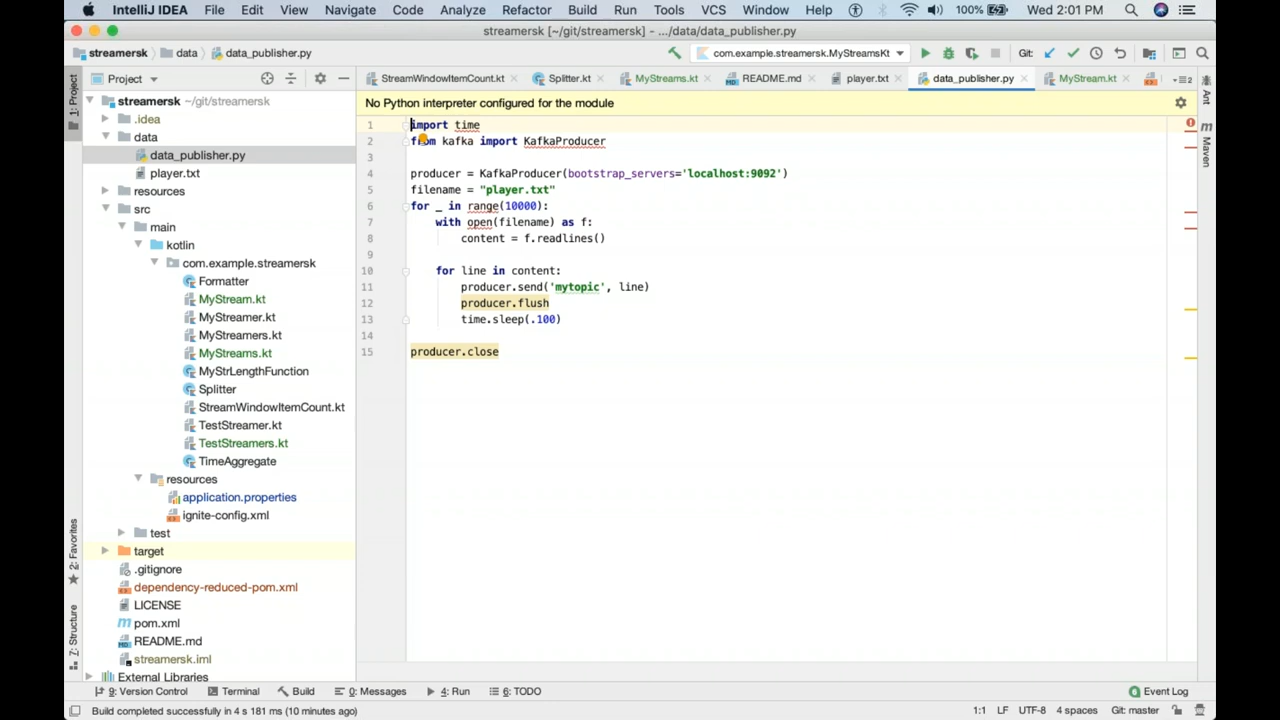 IntelliJ IDEA File Edit View Navigate Code Analyze Refactor Build Run Tools VCS Window Help 100% Wed 2:01 PM
streamersk [~/git/streamersk] – .../data/data_publisher.py
streamersk data data_publisher.py com.example.streamersk.MyStreamsKt Git:
Project
StreamWindowItemCount.kt Splitter.kt MyStreams.kt README.md player.txt data_publisher.py MyStream.kt 2
1: Project
Ant
Maven
2: Favorites
7: Structure
streamersk ~/git/streamersk
.idea
data
data_publisher.py
player.txt
resources
src
main
kotlin
com.example.streamersk
Formatter
MyStream.kt
MyStreamer.kt
MyStreamers.kt
MyStreams.kt
MyStrLengthFunction
Splitter
StreamWindowItemCount.kt
TestStreamer.kt
TestStreamers.kt
TimeAggregate
resources
application.properties
ignite-config.xml
test
target
.gitignore
dependency-reduced-pom.xml
LICENSE
pom.xml
README.md
streamersk.iml
External Libraries
No Python interpreter configured for the module
1 import time
2 from kafka import KafkaProducer
3
4 producer = KafkaProducer(bootstrap_servers='localhost:9092')
5 filename = "player.txt"
6 for _ in range(10000):
7 with open(filename) as f:
8 content = f.readlines()
9
10 for line in content:
11 producer.send('mytopic', line)
12 producer.flush
13 time.sleep(.100)
14
15 producer.close
9: Version Control Terminal Build 0: Messages 4: Run 6: TODO Event Log
Build completed successfully in 4 s 181 ms (10 minutes ago) 1:1 LF UTF-8 4 spaces Git: master